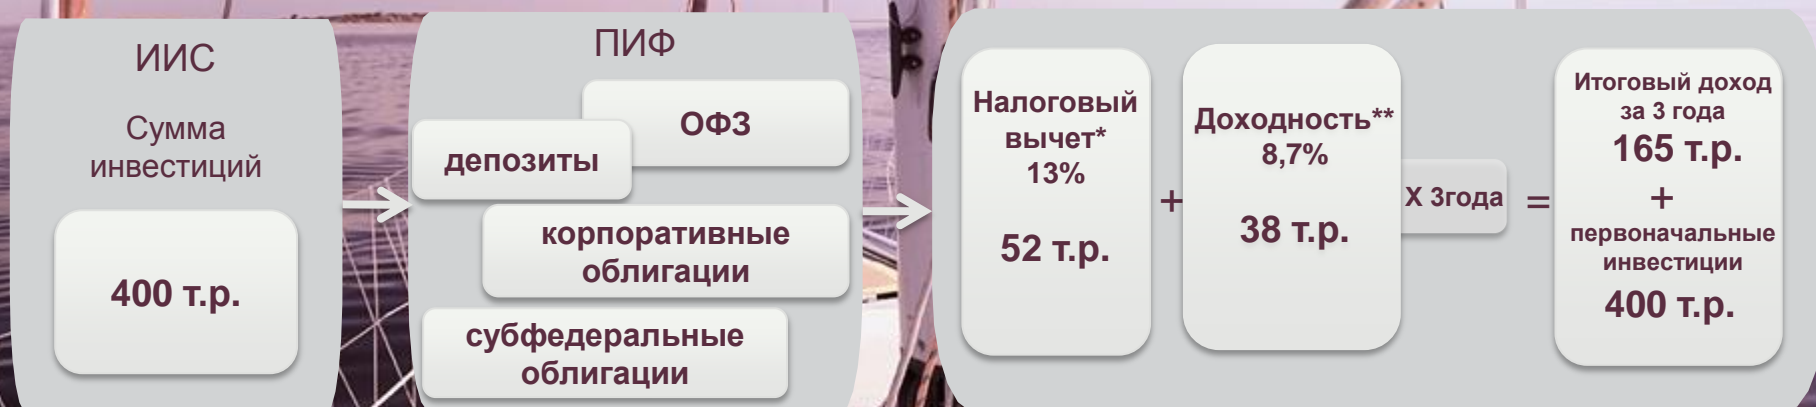 ИИС
Сумма
инвестиций
400 т.р.
ПИФ
ОФЗ
депозиты
корпоративные
облигации
субфедеральные
облигации
Налоговый
вычет*
13%
52 т.р.
+
Доходность**
8,7%
38 т.р.
Х 3года
=
Итоговый доход
за 3 года
165 т.р.
+
первоначальные
инвестиции
400 т.р.